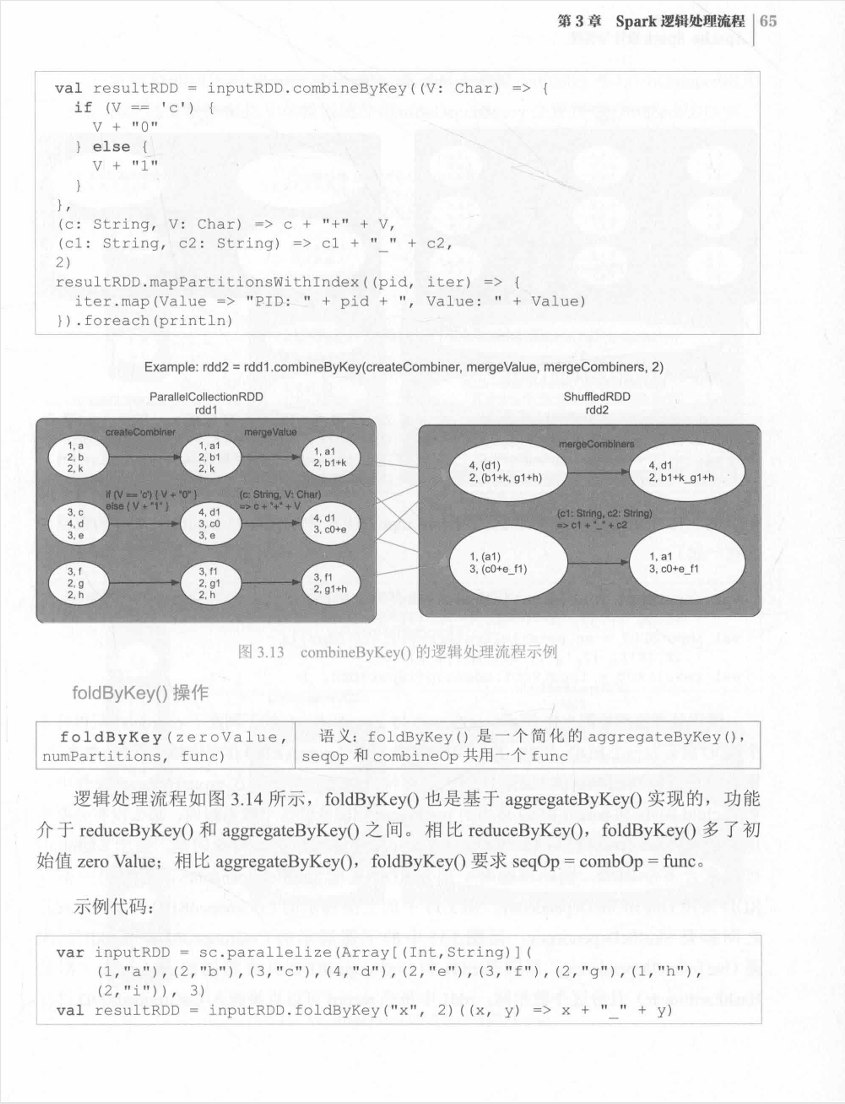 第 3 章 Spark 逻辑处理流程 65
val resultRDD = inputRDD.combineByKey((V: Char) => {
if (V == 'c') {
V + "0"
} else {
V + "1"
}
},
(c: String, V: Char) => c + "+" + V,
(c1: String, c2: String) => c1 + "_" + c2,
2)
resultRDD.mapPartitionsWithIndex((pid, iter) => {
iter.map(Value => "PID: " + pid + ", Value: " + Value)
}).foreach(println)
Example: rdd2 = rdd1.combineByKey(createCombiner, mergeValue, mergeCombiners, 2)
ParallelCollectionRDD
rdd1
createCombiner
mergeValue
1, a
2, b
2, k
1, a1
2, b1
2, k
1, a1
2, b1+k
if (V == 'c') { V + "0" }
else { V + "1" }
(c: String, V: Char)
=> c + "+" + V
3, c
4, d
3, e
4, d1
3, c0
3, e
4, d1
3, c0+e
3, f
2, g
2, h
3, f1
2, g1
2, h
3, f1
2, g1+h
ShuffledRDD
rdd2
mergeCombiners
4, (d1)
2, (b1+k, g1+h)
4, d1
2, b1+k_g1+h
(c1: String, c2: String)
=> c1 + "_" + c2
1, (a1)
3, (c0+e_f1)
1, a1
3, c0+e_f1
图 3.13 combineByKey() 的逻辑处理流程示例
foldByKey() 操作
foldByKey(zeroValue,
numPartitions, func)
语义：foldByKey() 是一个简化的 aggregateByKey()，
seqOp 和 combineOp 共用一个 func
逻辑处理流程如图 3.14 所示，foldByKey() 也是基于 aggregateByKey() 实现的，功能
介于 reduceByKey() 和 aggregateByKey() 之间。相比 reduceByKey()，foldByKey() 多了初
始值 zero Value；相比 aggregateByKey()，foldByKey() 要求 seqOp = combOp = func。
示例代码：
var inputRDD = sc.parallelize(Array[(Int,String)](
(1,"a"),(2,"b"),(3,"c"),(4,"d"),(2,"e"),(3,"f"),(2,"g"),(1,"h"),
(2,"i")), 3)
val resultRDD = inputRDD.foldByKey("x", 2)((x, y) => x + "_" + y)